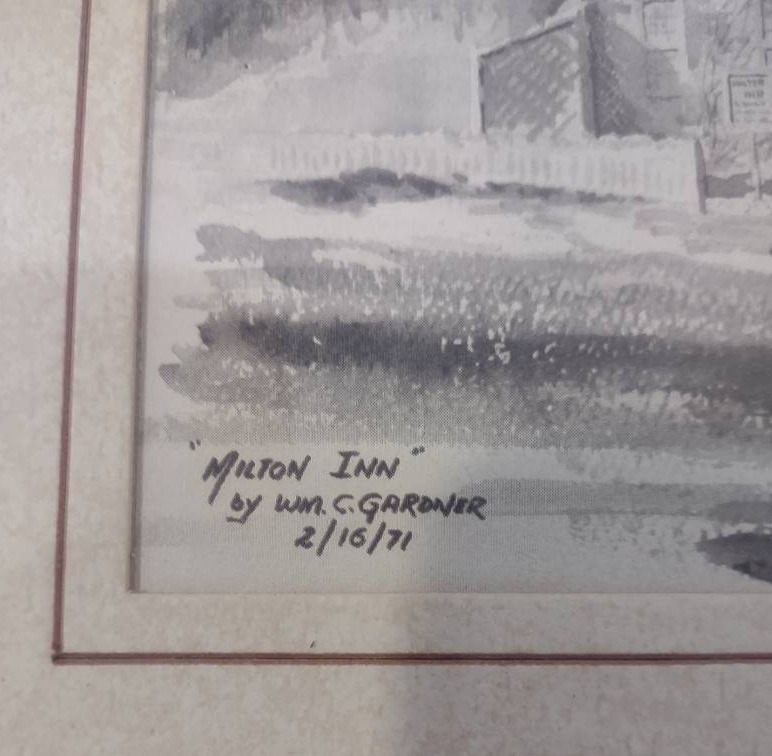 "MILTON INN"
by WM. C. GARDNER
2/16/71